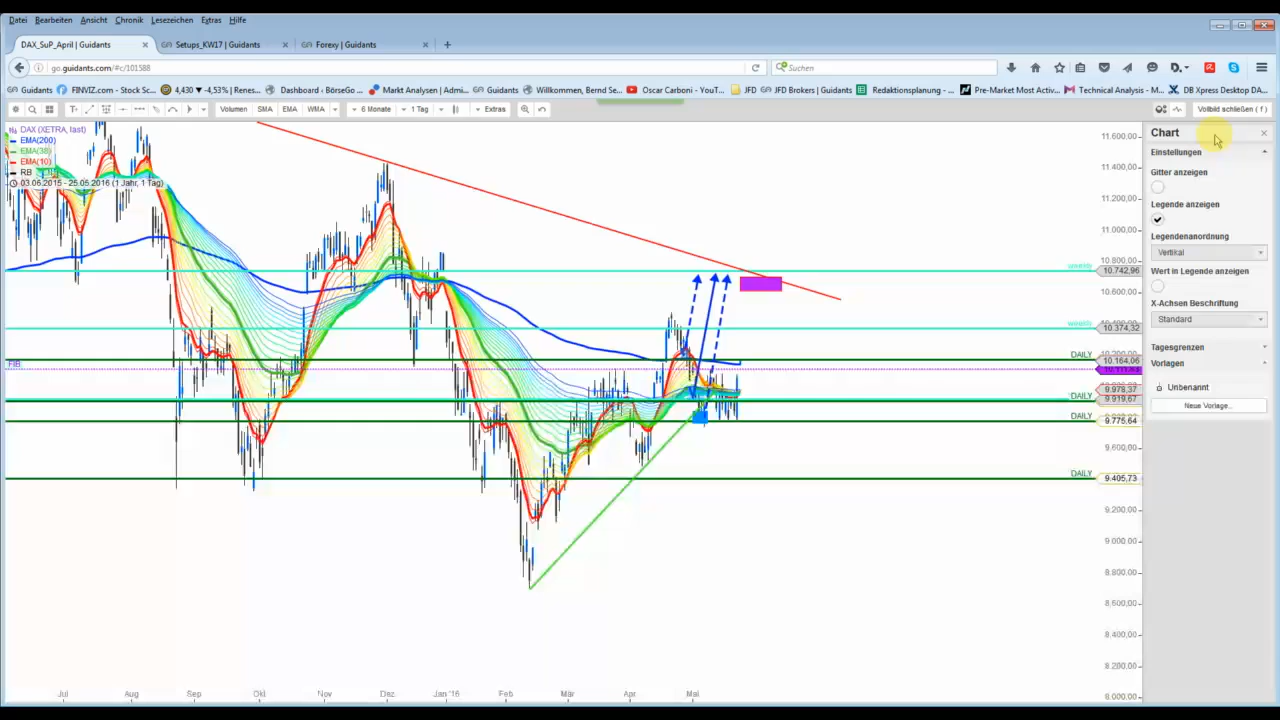 Datei Bearbeiten Ansicht Chronik Lesezeichen Extras Hilfe
DAX_SuP_April | Guidants × Setups_KW17 | Guidants × Forexy | Guidants × +
go.guidants.com/#c/101588 Suchen
Guidants FINVIZ.com - Stock Sc... 4,430 ▾ -4,53% | Renes... Dashboard ‹ BörseGo ... Markt Analysen | Admi... Guidants Willkommen, Bernd Se... Oscar Carboni - YouT... JFD JFD Brokers | Guidants Redaktionsplanung - ... Pre-Market Most Activ... Technical Analysis - M... DB Xpress Desktop DA...
Volumen SMA EMA WMA 6 Monate 1 Tag Extras Vollbild schließen ( f )
DAX (XETRA, last)
EMA(200)
EMA(38)
EMA(10)
RB
03.06.2015 - 25.05.2016 (1 Jahr, 1 Tag)
11.600,00
11.400,00
11.200,00
11.000,00
10.800,00
weekly
10.742,96
10.600,00
weekly
10.374,32
DAILY
10.164,06
FIB
9.978,37
DAILY
9.919,67
DAILY
9.775,64
9.600,00
DAILY
9.405,73
9.200,00
9.000,00
8.800,00
8.600,00
8.400,00
8.200,00
8.000,00
Jul Aug Sep Okt Nov Dez Jan '16 Feb Mär Apr Mai
Chart ×
Einstellungen
Gitter anzeigen
Legende anzeigen
Legendenanordnung
Vertikal
Wert in Legende anzeigen
X-Achsen Beschriftung
Standard
Tagesgrenzen
Vorlagen
Unbenannt
Neue Vorlage...